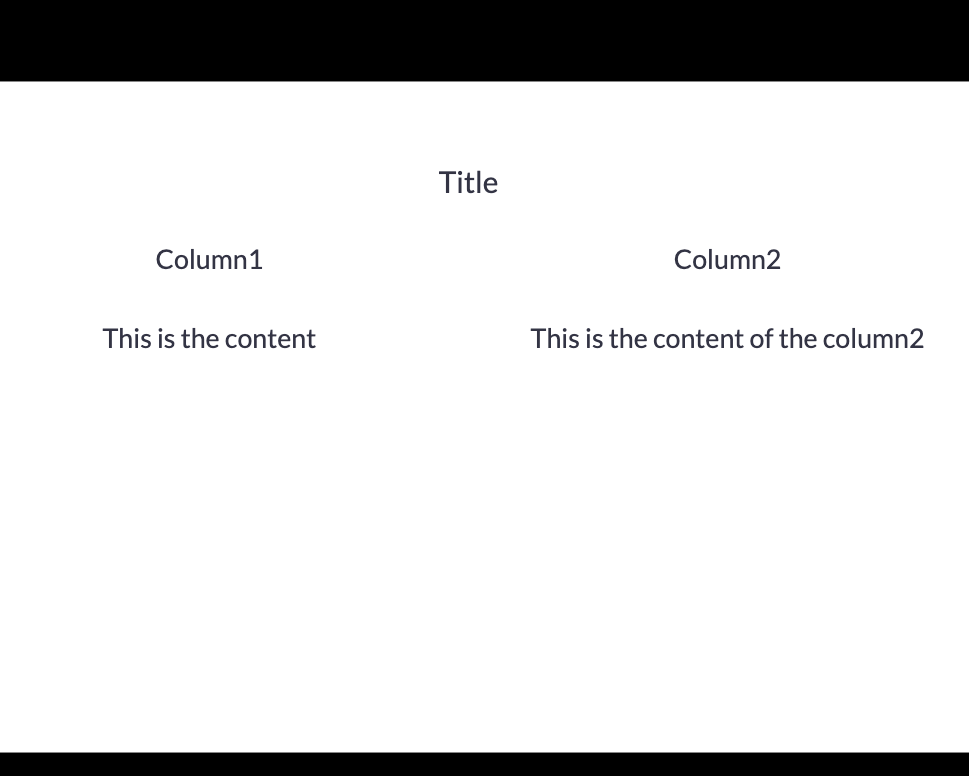 Title
Column1
This is the content
Column2
This is the content of the column2